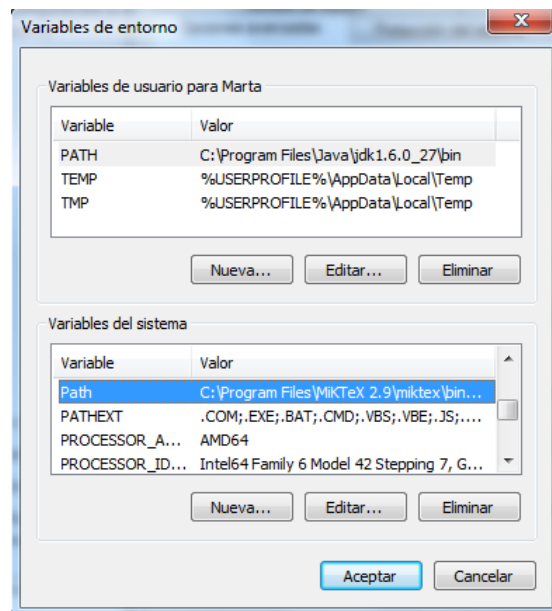 Variables de entorno
Variables de usuario para Marta
Variable Valor
PATH C:\Program Files\Java\jdk1.6.0_27\bin
TEMP %USERPROFILE%\AppData\Local\Temp
TMP %USERPROFILE%\AppData\Local\Temp
Nueva... Editar... Eliminar
Variables del sistema
Variable Valor
Path C:\Program Files\MiKTeX 2.9\miktex\bin...
PATHEXT .COM;.EXE;.BAT;.CMD;.VBS;.VBE;.JS;....
PROCESSOR_A... AMD64
PROCESSOR_ID... Intel64 Family 6 Model 42 Stepping 7, G...
Nueva... Editar... Eliminar
Aceptar Cancelar